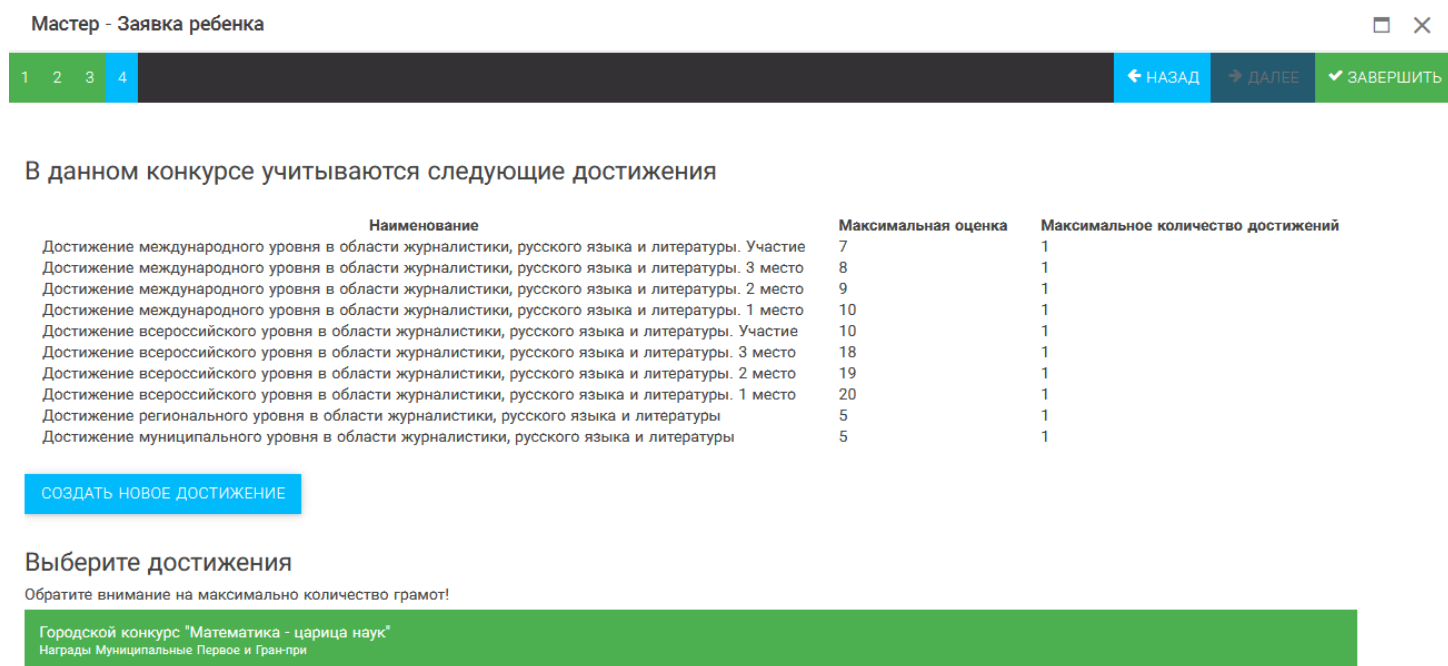 Мастер - Заявка ребенка
1 2 3 4 НАЗАД ДАЛЕЕ ЗАВЕРШИТЬ
В данном конкурсе учитываются следующие достижения
Наименование Максимальная оценка Максимальное количество достижений
Достижение международного уровня в области журналистики, русского языка и литературы. Участие 7 1
Достижение международного уровня в области журналистики, русского языка и литературы. 3 место 8 1
Достижение международного уровня в области журналистики, русского языка и литературы. 2 место 9 1
Достижение международного уровня в области журналистики, русского языка и литературы. 1 место 10 1
Достижение всероссийского уровня в области журналистики, русского языка и литературы. Участие 10 1
Достижение всероссийского уровня в области журналистики, русского языка и литературы. 3 место 18 1
Достижение всероссийского уровня в области журналистики, русского языка и литературы. 2 место 19 1
Достижение всероссийского уровня в области журналистики, русского языка и литературы. 1 место 20 1
Достижение регионального уровня в области журналистики, русского языка и литературы 5 1
Достижение муниципального уровня в области журналистики, русского языка и литературы 5 1
СОЗДАТЬ НОВОЕ ДОСТИЖЕНИЕ
Выберите достижения
Обратите внимание на максимально количество грамот!
Городской конкурс "Математика - царица наук"
Награды Муниципальные Первое и Гран-при